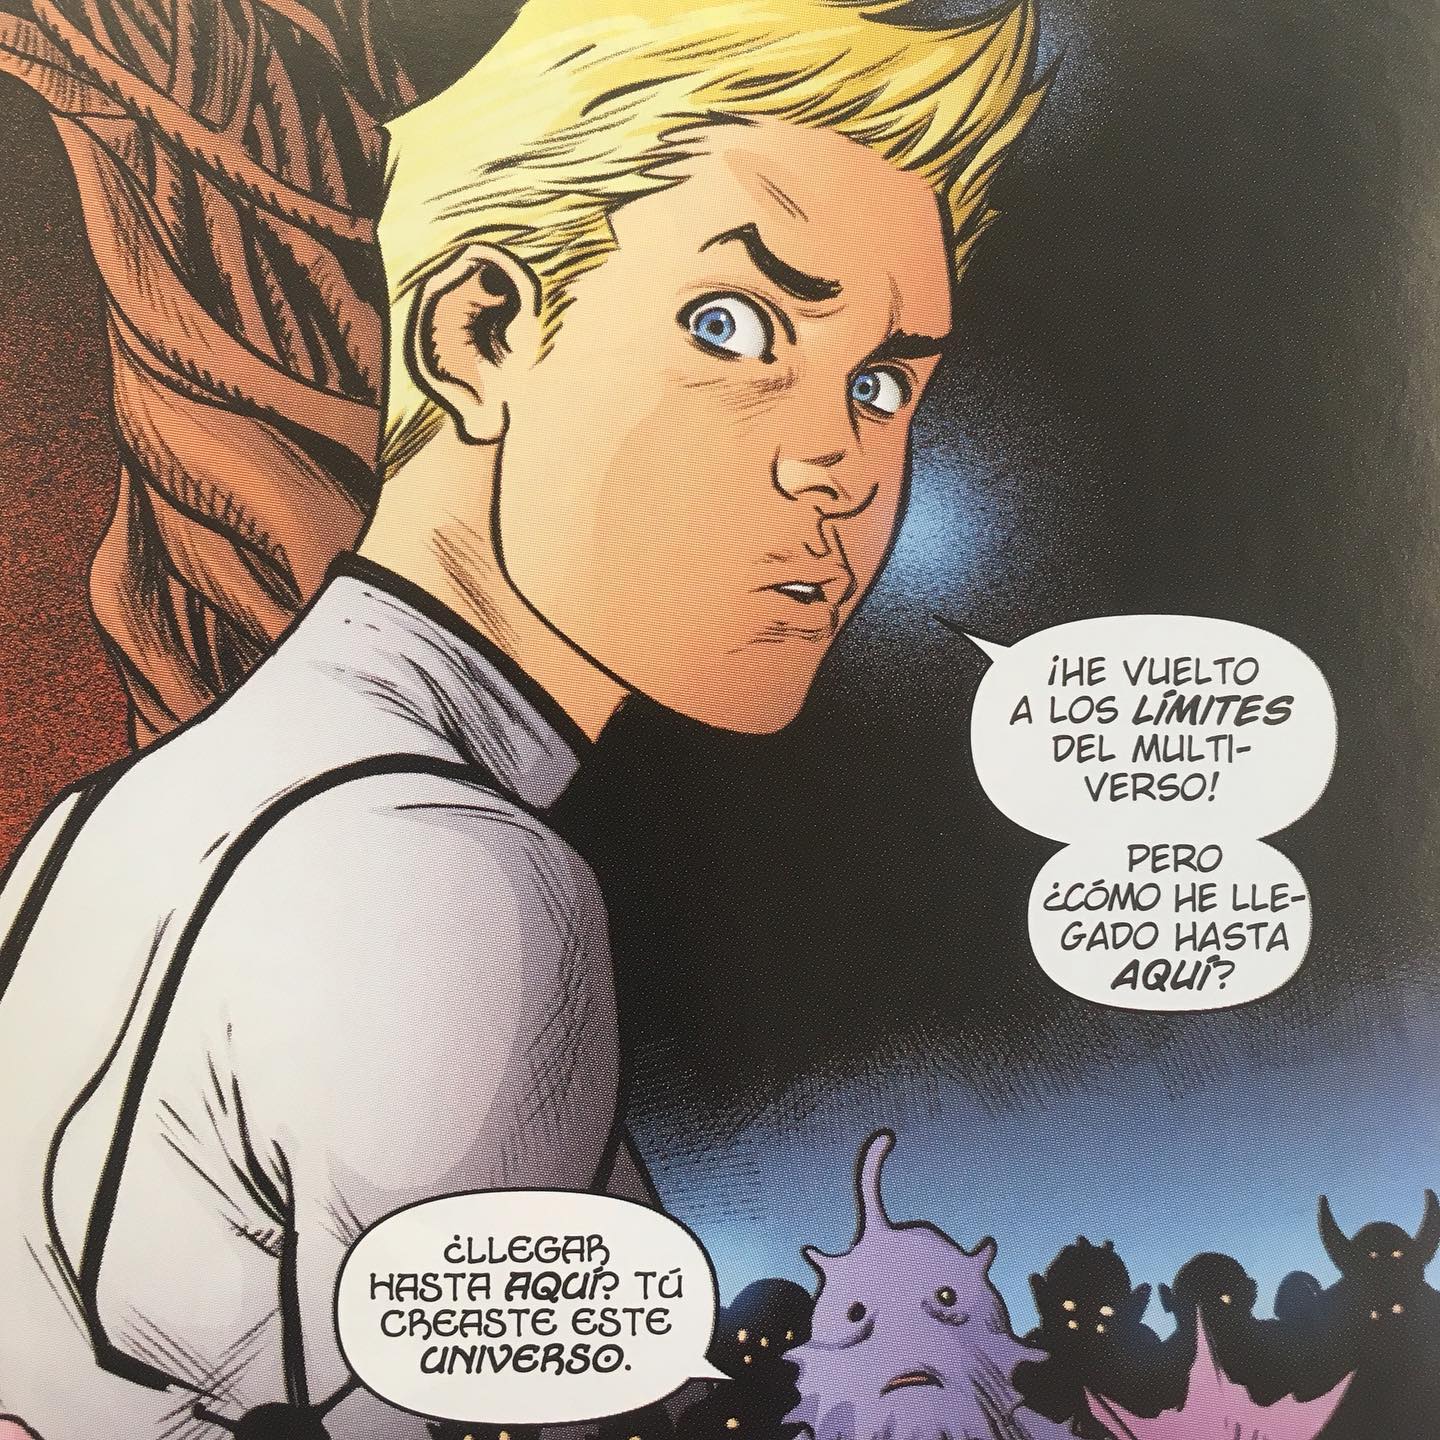 ¡HE VUELTO
A LOS LÍMITES
DEL MULTI-
VERSO!
PERO
¿CÓMO HE LLE-
GADO HASTA
AQUÍ?
¿LLEGAR
HASTA AQUÍ? TÚ
CREASTE ESTE
UNIVERSO.